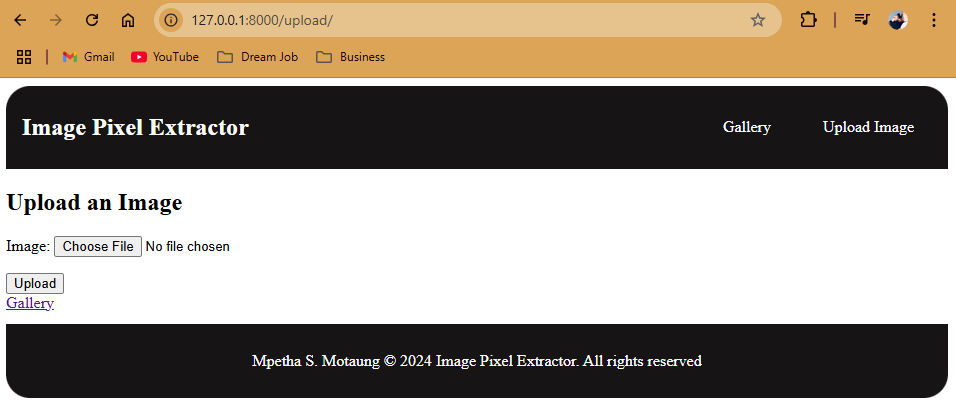 127.0.0.1:8000/upload/
Gmail YouTube Dream Job Business
Image Pixel Extractor Gallery Upload Image
Upload an Image
Image: Choose File No file chosen
Upload
Gallery
Mpetha S. Motaung © 2024 Image Pixel Extractor. All rights reserved